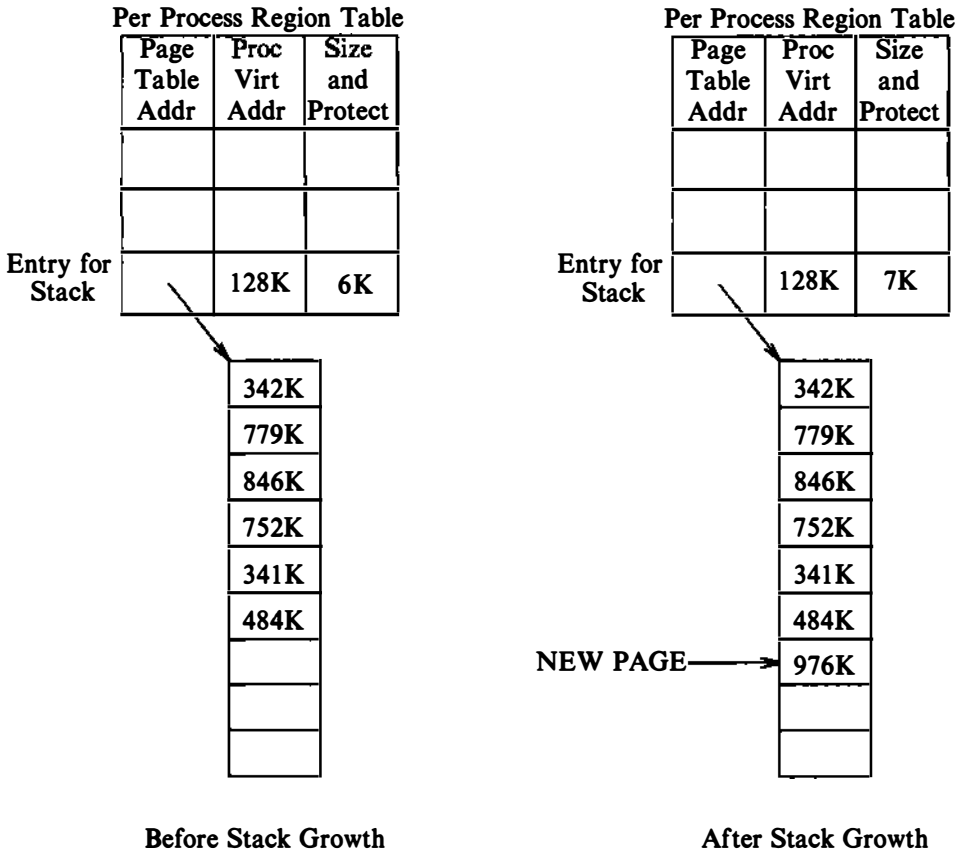 Per Process Region Table
Page Table Addr
Proc Virt Addr
Size and Protect
Entry for Stack
128K
6K
342K
779K
846K
752K
341K
484K
Before Stack Growth
Per Process Region Table
Page Table Addr
Proc Virt Addr
Size and Protect
Entry for Stack
128K
7K
342K
779K
846K
752K
341K
484K
NEW PAGE
976K
After Stack Growth